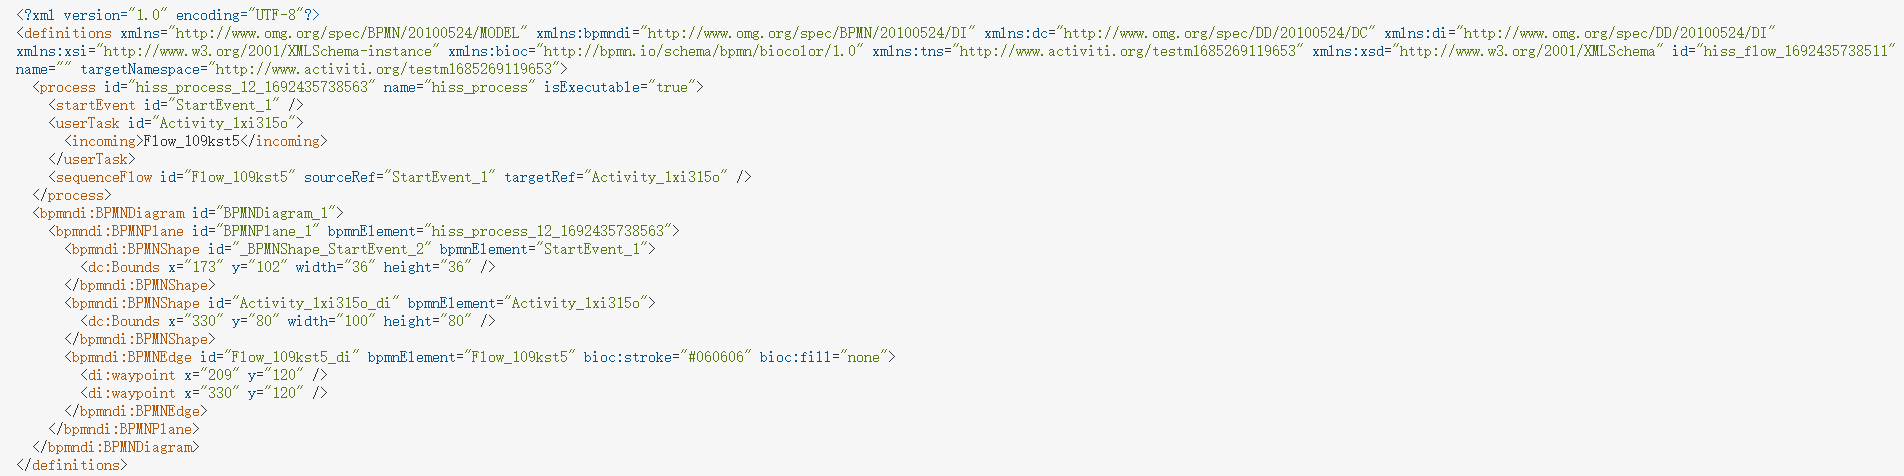 <?xml version="1.0" encoding="UTF-8"?>
<definitions xmlns="http://www.omg.org/spec/BPMN/20100524/MODEL" xmlns:bpmndi="http://www.omg.org/spec/BPMN/20100524/DI" xmlns:dc="http://www.omg.org/spec/DD/20100524/DC" xmlns:di="http://www.omg.org/spec/DD/20100524/DI"
xmlns:xsi="http://www.w3.org/2001/XMLSchema-instance" xmlns:bioc="http://bpmn.io/schema/bpmn/biocolor/1.0" xmlns:tns="http://www.activiti.org/testm1685269119653" xmlns:xsd="http://www.w3.org/2001/XMLSchema" id="hiss_flow_1692435738511"
name="" targetNamespace="http://www.activiti.org/testm1685269119653">
  <process id="hiss_process_12_1692435738563" name="hiss_process" isExecutable="true">
    <startEvent id="StartEvent_1" />
    <userTask id="Activity_1xi315o">
      <incoming>Flow_109kst5</incoming>
    </userTask>
    <sequenceFlow id="Flow_109kst5" sourceRef="StartEvent_1" targetRef="Activity_1xi315o" />
  </process>
  <bpmndi:BPMNDiagram id="BPMNDiagram_1">
    <bpmndi:BPMNPlane id="BPMNPlane_1" bpmnElement="hiss_process_12_1692435738563">
      <bpmndi:BPMNShape id="_BPMNShape_StartEvent_2" bpmnElement="StartEvent_1">
        <dc:Bounds x="173" y="102" width="36" height="36" />
      </bpmndi:BPMNShape>
      <bpmndi:BPMNShape id="Activity_1xi315o_di" bpmnElement="Activity_1xi315o">
        <dc:Bounds x="330" y="80" width="100" height="80" />
      </bpmndi:BPMNShape>
      <bpmndi:BPMNEdge id="Flow_109kst5_di" bpmnElement="Flow_109kst5" bioc:stroke="#060606" bioc:fill="none">
        <di:waypoint x="209" y="120" />
        <di:waypoint x="330" y="120" />
      </bpmndi:BPMNEdge>
    </bpmndi:BPMNPlane>
  </bpmndi:BPMNDiagram>
</definitions>